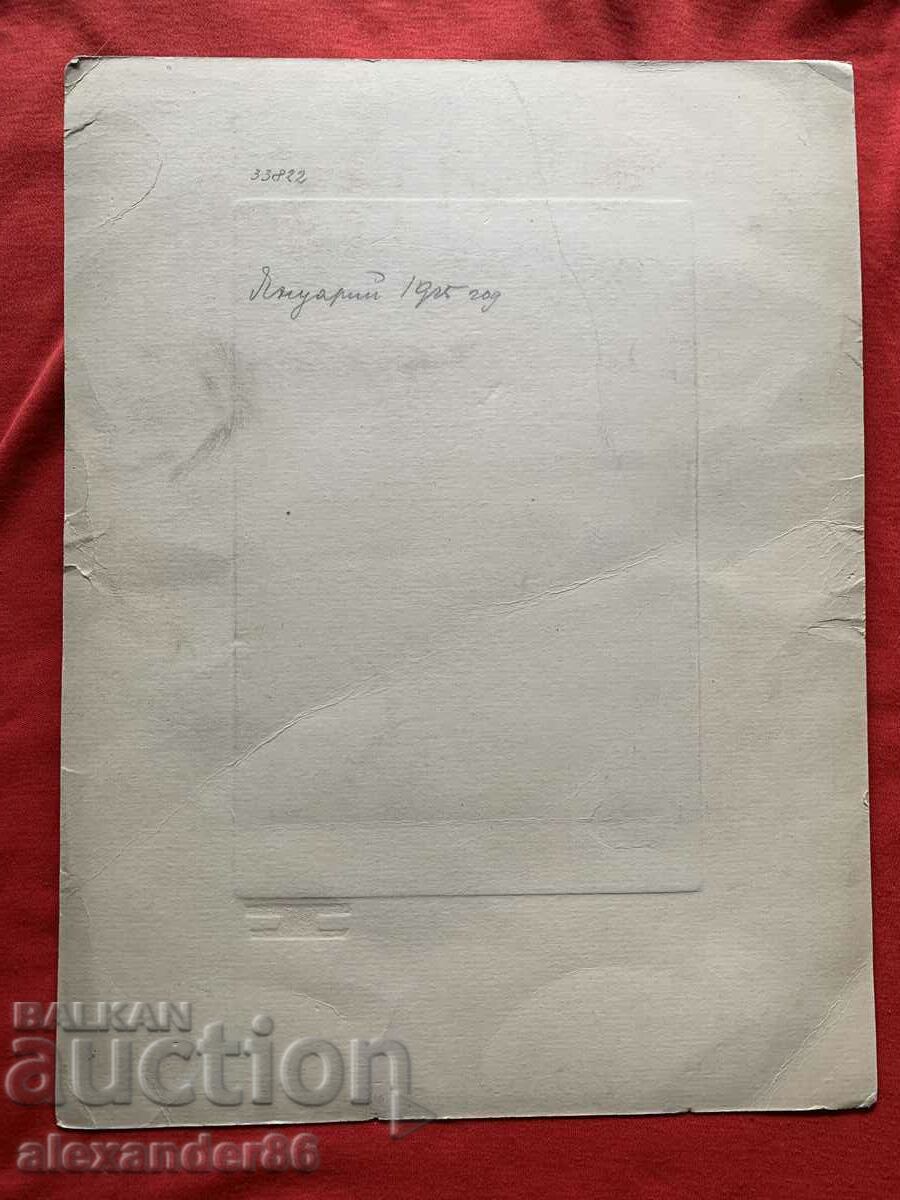 33822
Януарий 1925 год
BALKAN
auction
alexander86